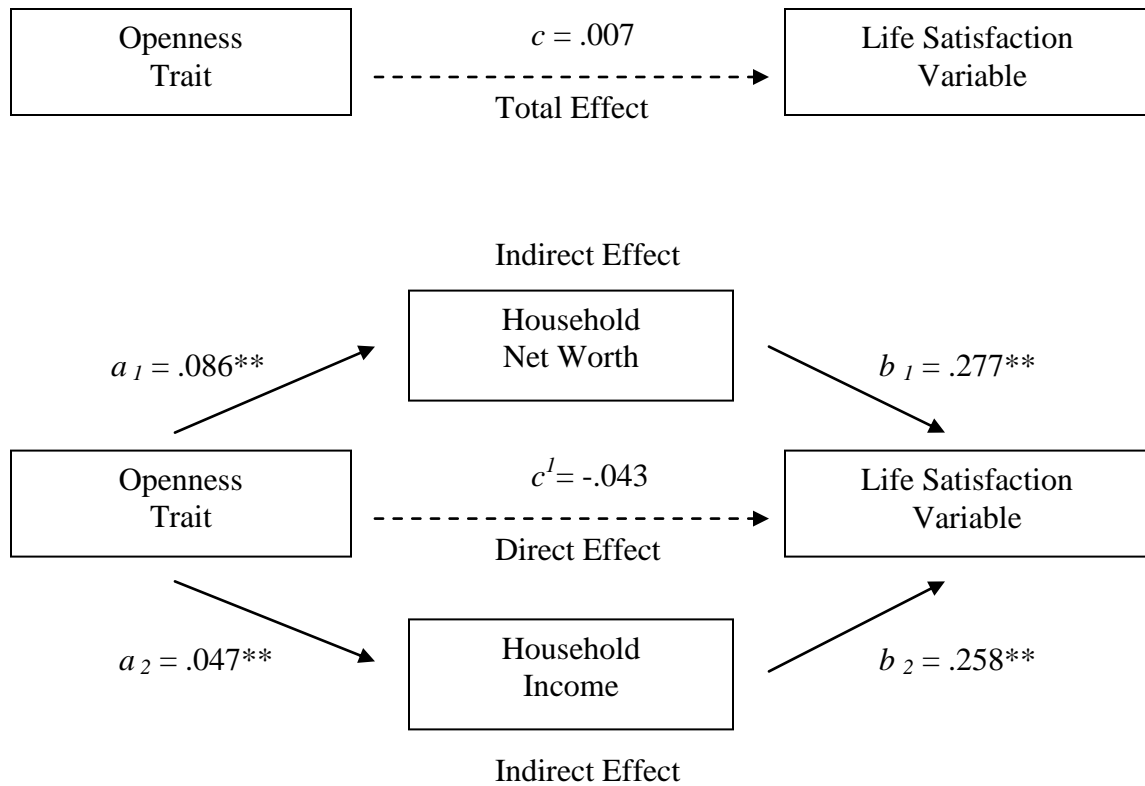 Openness
Trait
c = .007
Total Effect
Life Satisfaction
Variable
Indirect Effect
Household
Net Worth
a 1 = .086**
b 1 = .277**
Openness
Trait
c1= -.043
Direct Effect
Life Satisfaction
Variable
a 2 = .047**
Household
Income
b 2 = .258**
Indirect Effect